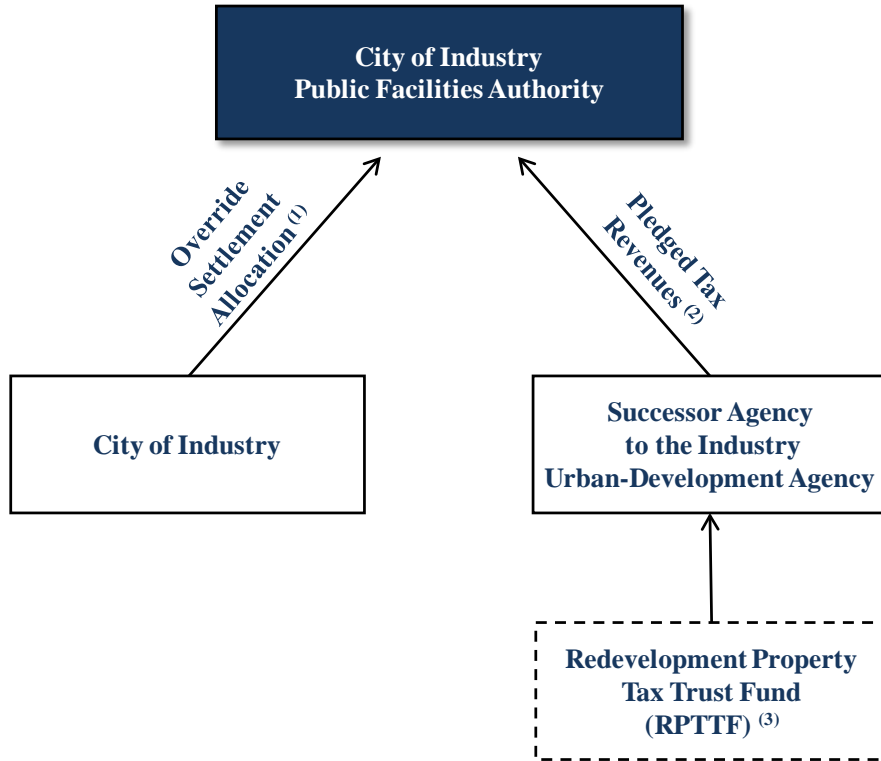 City of Industry
Public Facilities Authority
Override
Settlement
Allocation (1)
Pledged Tax
Revenues (2)
City of Industry
Successor Agency
to the Industry
Urban-Development Agency
Redevelopment Property
Tax Trust Fund
(RPTTF) (3)